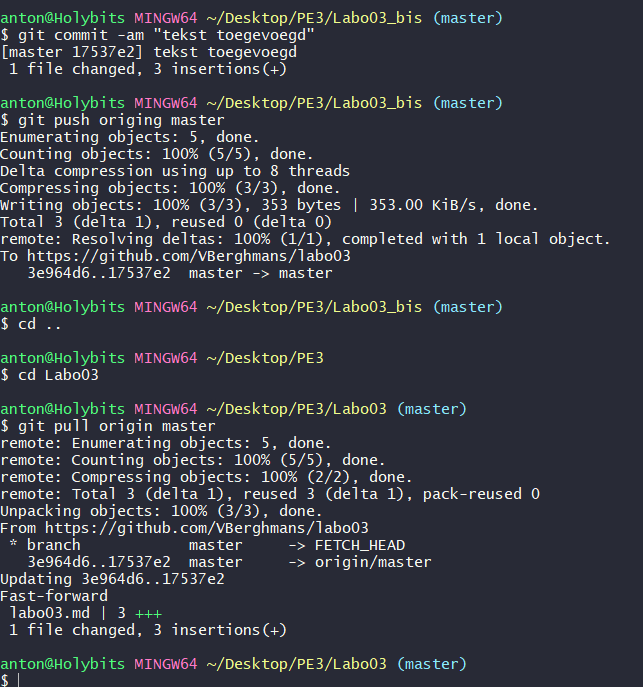 anton@Holybits MINGW64 ~/Desktop/PE3/Labo03_bis (master)
$ git commit -am "tekst toegevoegd"
[master 17537e2] tekst toegevoegd
 1 file changed, 3 insertions(+)
anton@Holybits MINGW64 ~/Desktop/PE3/Labo03_bis (master)
$ git push origing master
Enumerating objects: 5, done.
Counting objects: 100% (5/5), done.
Delta compression using up to 8 threads
Compressing objects: 100% (3/3), done.
Writing objects: 100% (3/3), 353 bytes | 353.00 KiB/s, done.
Total 3 (delta 1), reused 0 (delta 0)
remote: Resolving deltas: 100% (1/1), completed with 1 local object.
To https://github.com/VBerghmans/labo03
   3e964d6..17537e2  master -> master
anton@Holybits MINGW64 ~/Desktop/PE3/Labo03_bis (master)
$ cd ..
anton@Holybits MINGW64 ~/Desktop/PE3
$ cd Labo03
anton@Holybits MINGW64 ~/Desktop/PE3/Labo03 (master)
$ git pull origin master
remote: Enumerating objects: 5, done.
remote: Counting objects: 100% (5/5), done.
remote: Compressing objects: 100% (2/2), done.
remote: Total 3 (delta 1), reused 3 (delta 1), pack-reused 0
Unpacking objects: 100% (3/3), done.
From https://github.com/VBerghmans/labo03
 * branch            master     -> FETCH_HEAD
   3e964d6..17537e2  master     -> origin/master
Updating 3e964d6..17537e2
Fast-forward
 labo03.md | 3 +++
 1 file changed, 3 insertions(+)
anton@Holybits MINGW64 ~/Desktop/PE3/Labo03 (master)
$